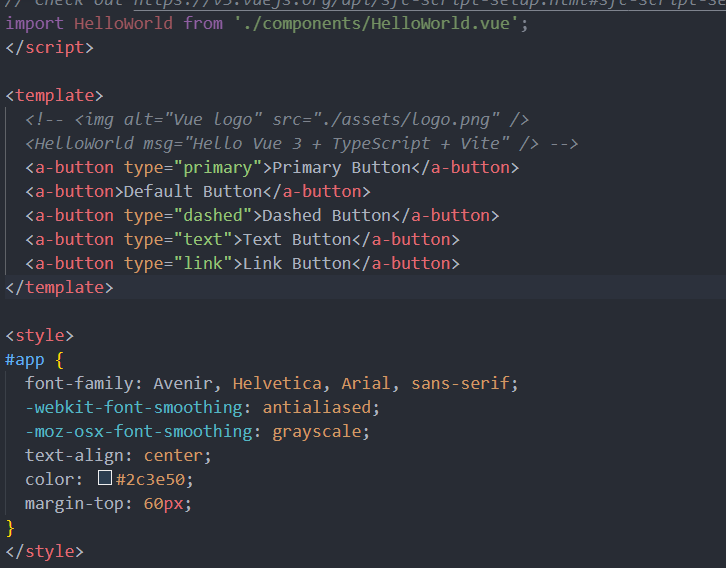 // Check out https://v3.vuejs.org/api/sfc-script-setup.html#sfc-script-se
import HelloWorld from './components/HelloWorld.vue';
</script>
<template>
<!-- <img alt="Vue logo" src="./assets/logo.png" />
<HelloWorld msg="Hello Vue 3 + TypeScript + Vite" /> -->
<a-button type="primary">Primary Button</a-button>
<a-button>Default Button</a-button>
<a-button type="dashed">Dashed Button</a-button>
<a-button type="text">Text Button</a-button>
<a-button type="link">Link Button</a-button>
</template>
<style>
#app {
font-family: Avenir, Helvetica, Arial, sans-serif;
-webkit-font-smoothing: antialiased;
-moz-osx-font-smoothing: grayscale;
text-align: center;
color: #2c3e50;
margin-top: 60px;
}
</style>